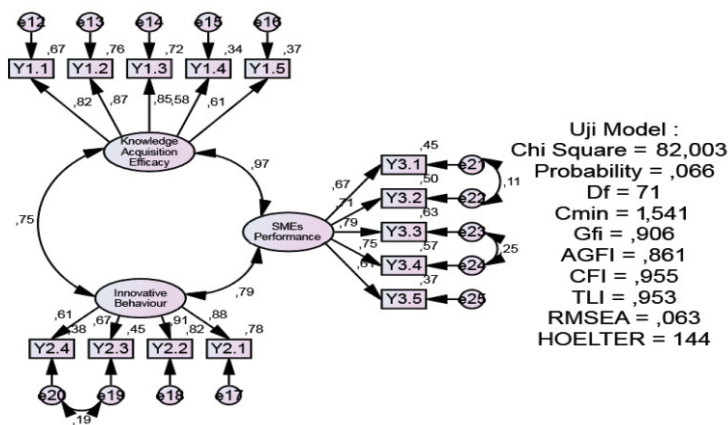 e12 e13 e14 e15 e16
,67 ,76 ,72 ,34 ,37
Y1.1 Y1.2 Y1.3 Y1.4 Y1.5
,82 ,87 ,85 ,58 ,61
Knowledge
Acquisition
Efficacy
,97
,75
,79
SMEs
Performance
,67 ,71 ,79 ,75 ,61
,45
Y3.1 e21
,50
Y3.2 e22
,11
,63
Y3.3 e23
,57
Y3.4 e24
,25
,37
Y3.5 e25
Innovative
Behaviour
,61 ,67 ,91 ,88
,38 ,45 ,82 ,78
Y2.4 Y2.3 Y2.2 Y2.1
e20 e19 e18 e17
,19
Uji Model :
Chi Square = 82,003
Probability = ,066
Df = 71
Cmin = 1,541
Gfi = ,906
AGFI = ,861
CFI = ,955
TLI = ,953
RMSEA = ,063
HOELTER = 144